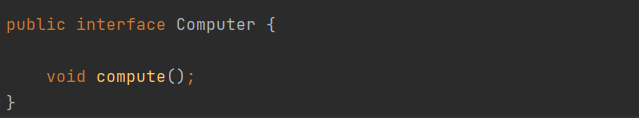 public interface Computer {
    void compute();
}